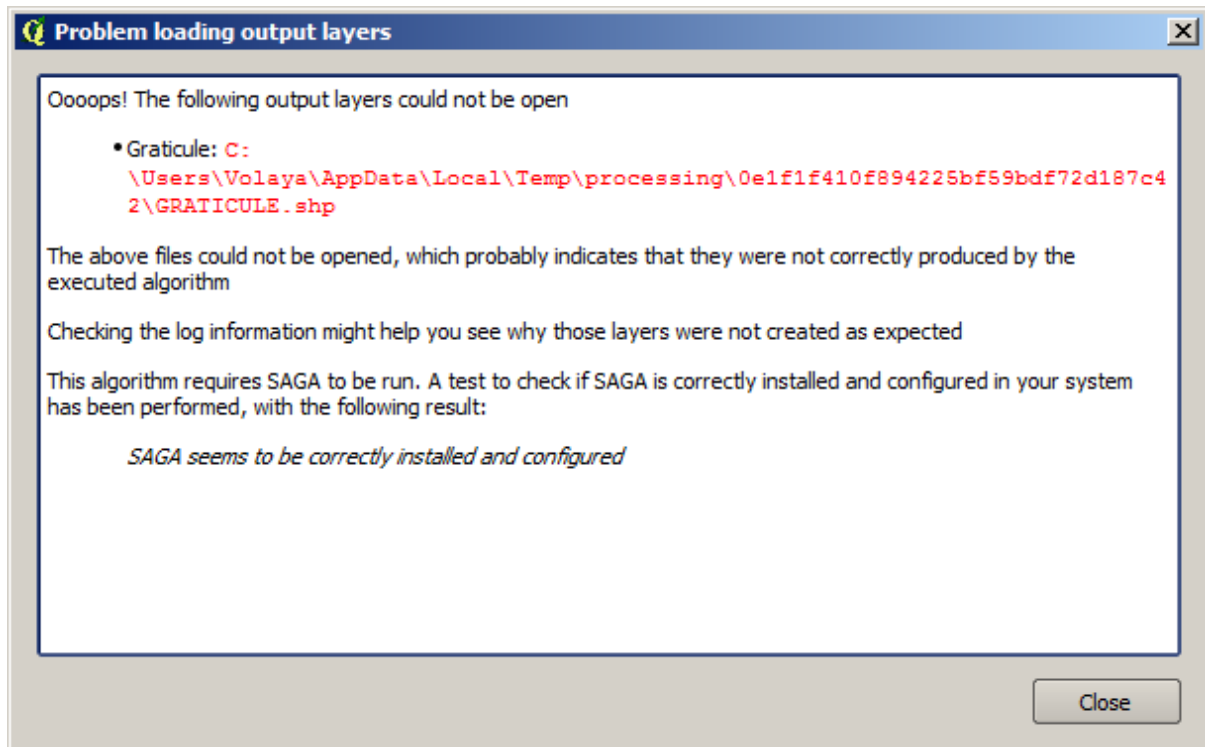 Problem loading output layers
Oooops! The following output layers could not be open
• Graticule: C:
\Users\Volaya\AppData\Local\Temp\processing\0e1f1f410f894225bf59bdf72d187c4
2\GRATICULE.shp
The above files could not be opened, which probably indicates that they were not correctly produced by the
executed algorithm
Checking the log information might help you see why those layers were not created as expected
This algorithm requires SAGA to be run. A test to check if SAGA is correctly installed and configured in your system
has been performed, with the following result:
SAGA seems to be correctly installed and configured
Close